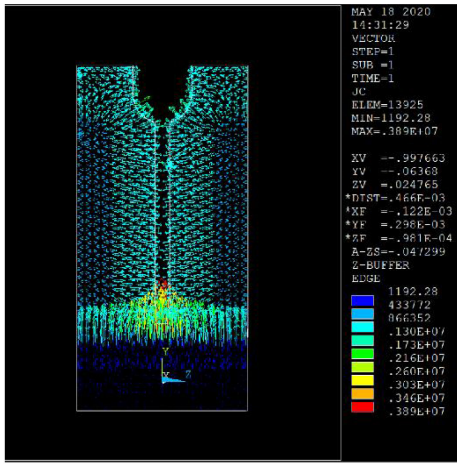 MAY 18 2020
14:31:29
VECTOR
STEP=1
SUB =1
TIME=1
JC
ELEM=13925
MIN=1192.28
MAX=.389E+07
XV =-.997663
YV =-.06368
ZV =.024765
*DIST=.466E-03
*XF =-.122E-03
*YF =.298E-03
*ZF =-.981E-04
A-ZS=-.047299
Z-BUFFER
EDGE
1192.28
433772
866352
.130E+07
.173E+07
.216E+07
.260E+07
.303E+07
.346E+07
.389E+07
Y
Z